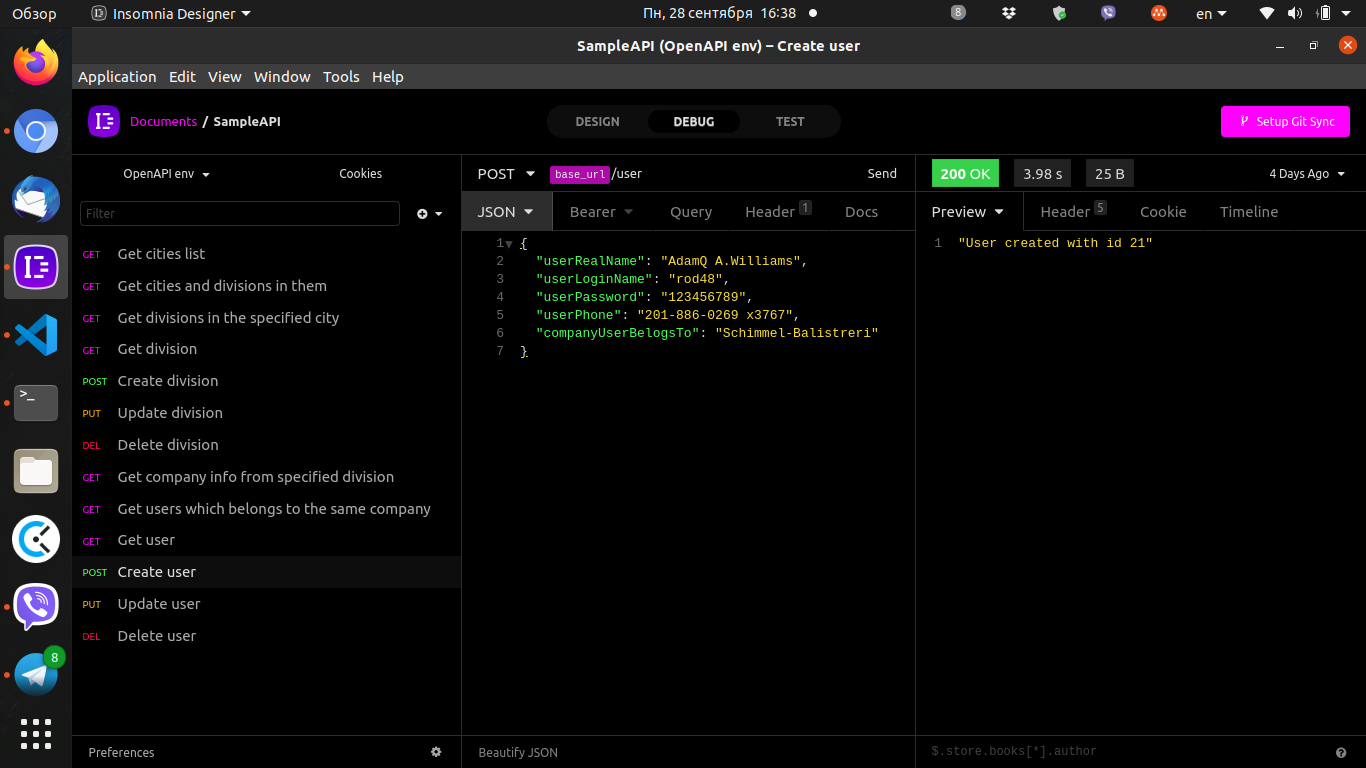 Обзор Insomnia Designer Пн, 28 сентября 16:38 8 en
SampleAPI (OpenAPI env) – Create user
Application Edit View Window Tools Help
Documents / SampleAPI DESIGN DEBUG TEST Setup Git Sync
OpenAPI env Cookies
Filter
GET Get cities list
GET Get cities and divisions in them
GET Get divisions in the specified city
GET Get division
POST Create division
PUT Update division
DEL Delete division
GET Get company info from specified division
GET Get users which belongs to the same company
GET Get user
POST Create user
PUT Update user
DEL Delete user
Preferences
POST base_url/user Send
JSON Bearer Query Header 1 Docs
1 {
2 "userRealName": "AdamQ A.Williams",
3 "userLoginName": "rod48",
4 "userPassword": "123456789",
5 "userPhone": "201-886-0269 x3767",
6 "companyUserBelogsTo": "Schimmel-Balistreri"
7 }
Beautify JSON
200 OK 3.98 s 25 B 4 Days Ago
Preview Header 5 Cookie Timeline
1 "User created with id 21"
$.store.books[*].author
>_
8